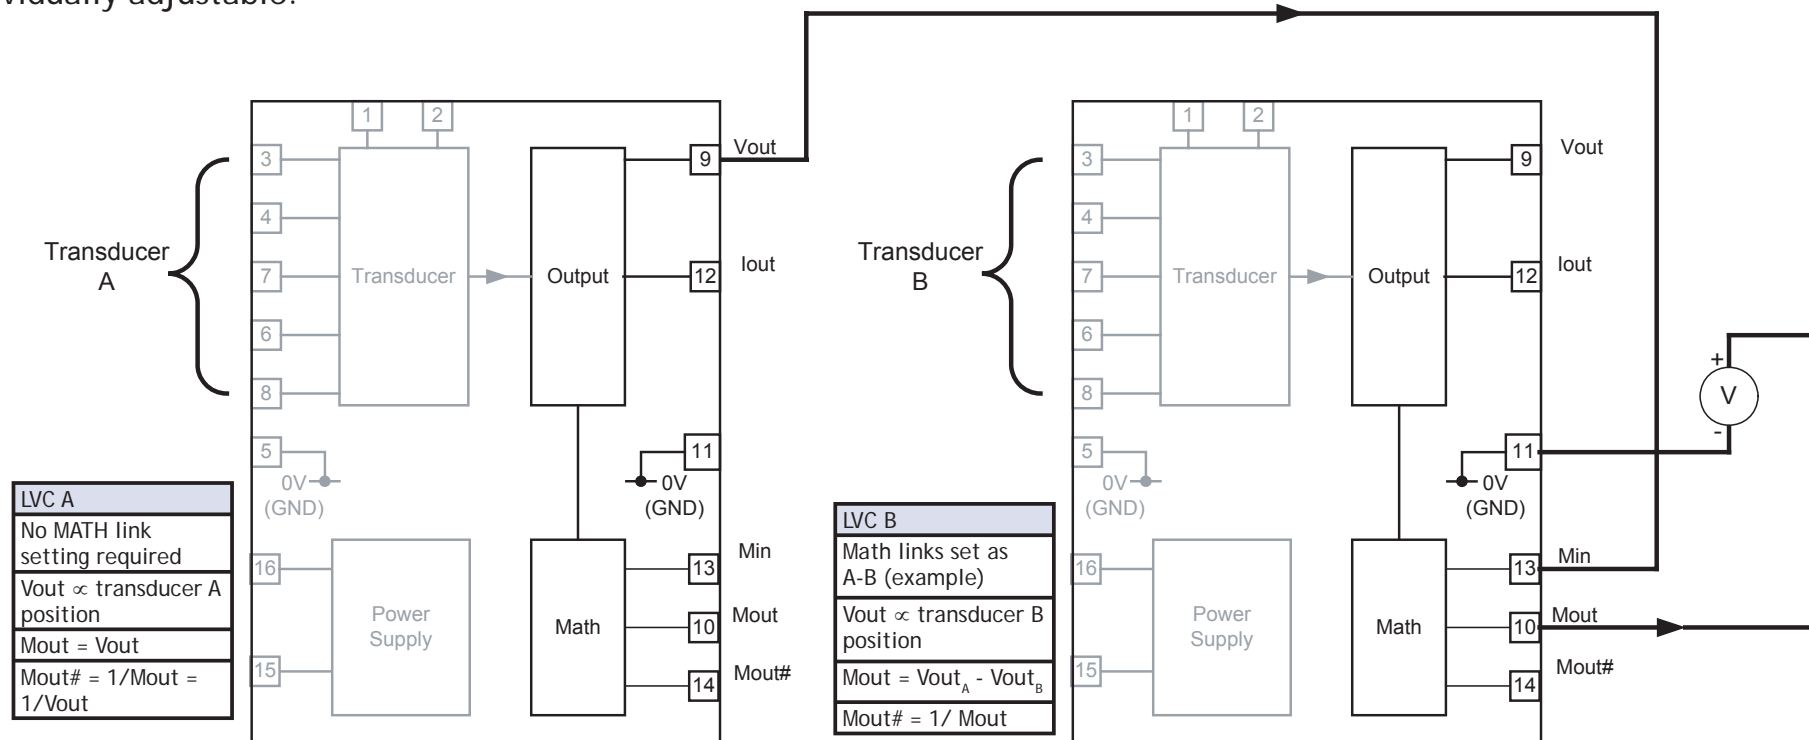 vidually adjustable.
Transducer
A
1
2
3
4
7
6
8
5
0V
(GND)
16
15
Transducer
Output
Power
Supply
Math
9
Vout
12
Iout
11
0V
(GND)
Min
13
10
Mout
14
Mout#
LVC A
No MATH link
setting required
Vout ∝ transducer A
position
Mout = Vout
Mout# = 1/Mout =
1/Vout
Transducer
B
1
2
3
4
7
6
8
5
0V
(GND)
16
15
Transducer
Output
Power
Supply
Math
9
Vout
12
Iout
11
0V
(GND)
13
Min
10
Mout
14
Mout#
+
V
-
LVC B
Math links set as
A-B (example)
Vout ∝ transducer B
position
Mout = VoutA - VoutB
Mout# = 1/ Mout